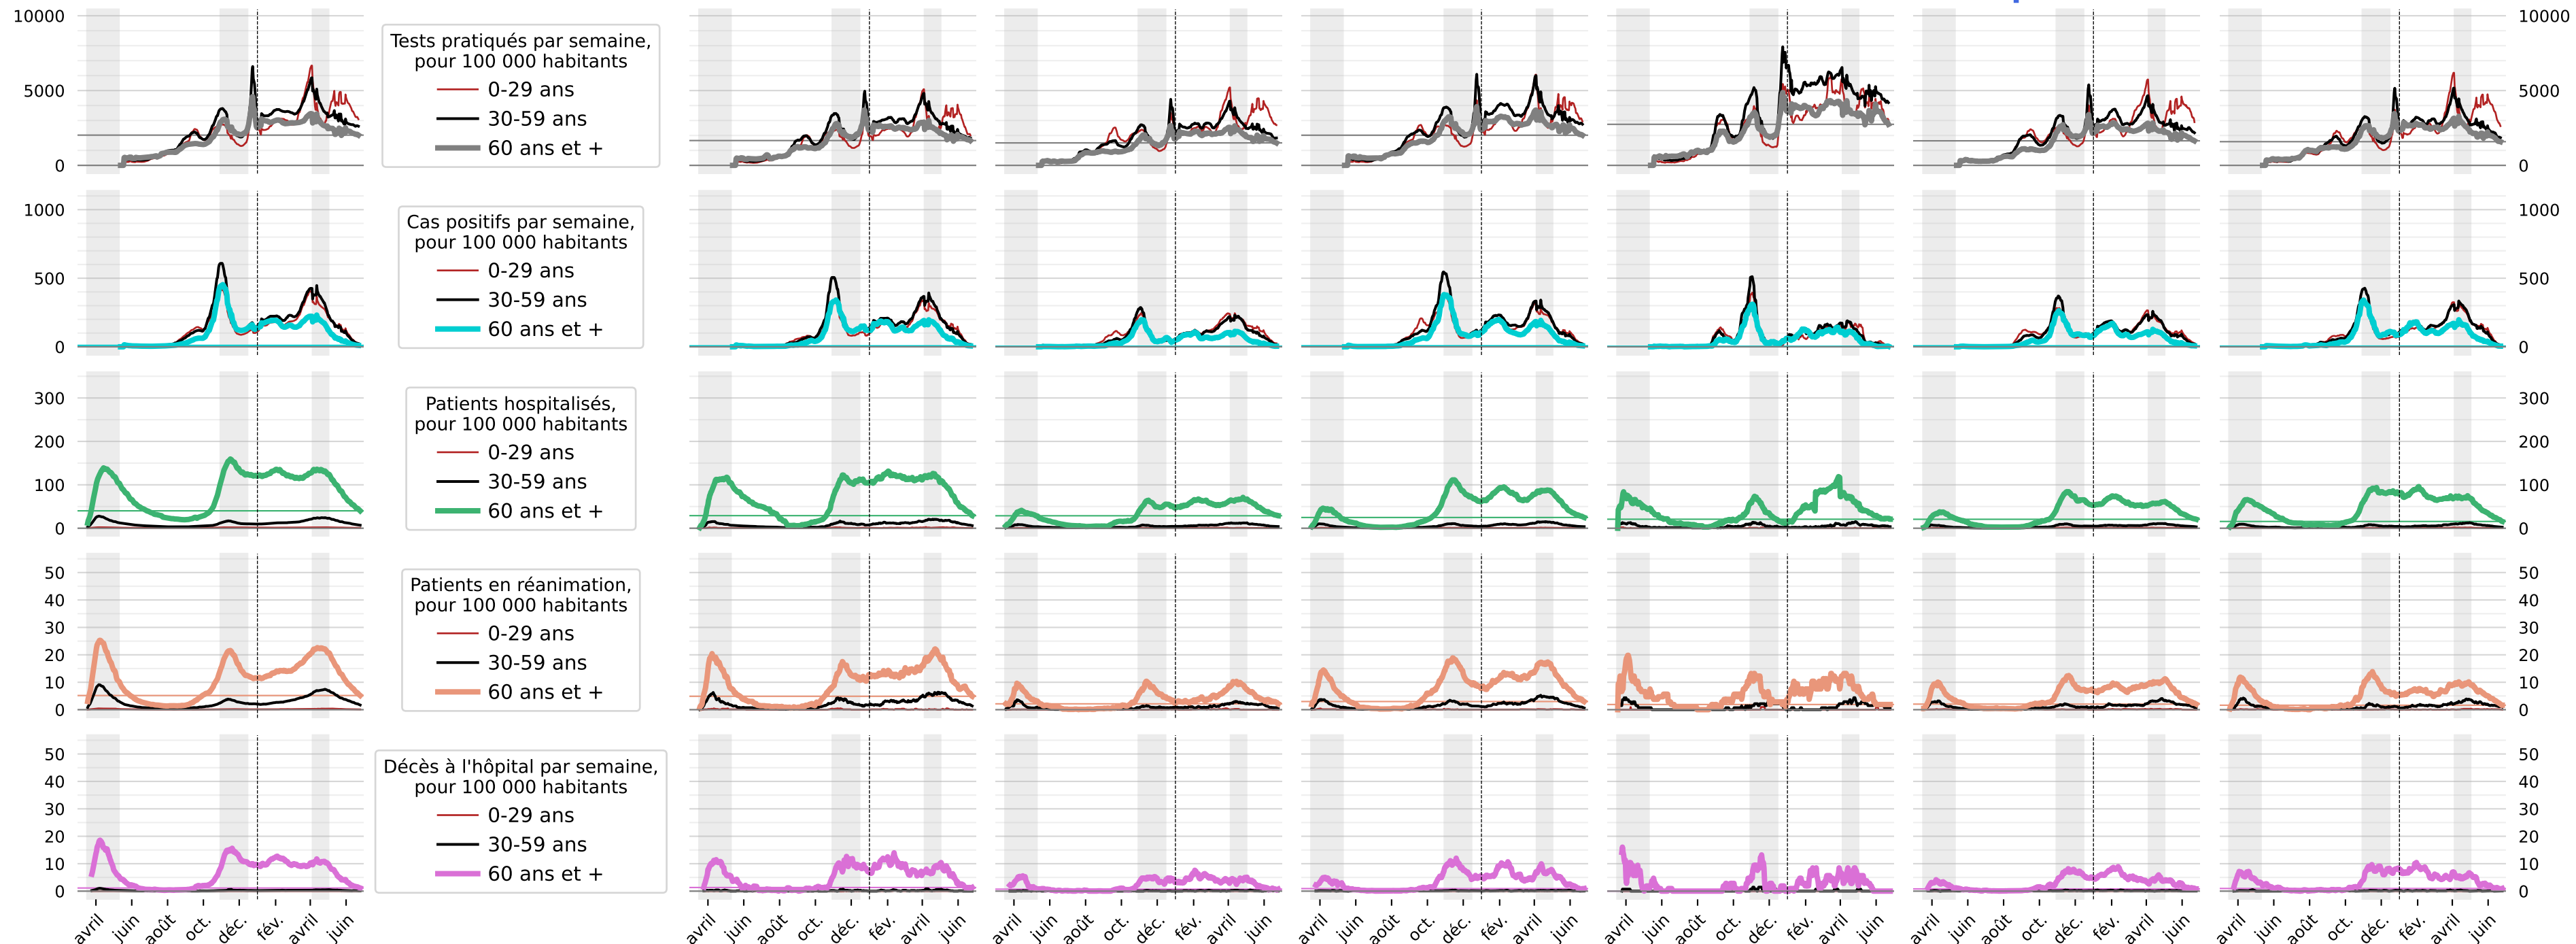 10000
5000
0
Tests pratiqués par semaine,
pour 100 000 habitants
0-29 ans
30-59 ans
60 ans et +
10000
5000
0
1000
500
0
Cas positifs par semaine,
pour 100 000 habitants
0-29 ans
30-59 ans
60 ans et +
1000
500
0
300
200
100
0
Patients hospitalisés,
pour 100 000 habitants
0-29 ans
30-59 ans
60 ans et +
300
200
100
0
50
40
30
20
10
0
Patients en réanimation,
pour 100 000 habitants
0-29 ans
30-59 ans
60 ans et +
50
40
30
20
10
0
50
40
30
20
10
0
Décès à l'hôpital par semaine,
pour 100 000 habitants
0-29 ans
30-59 ans
60 ans et +
50
40
30
20
10
0
avril juin août oct. déc. fév. avril juin
avril juin août oct. déc. fév. avril juin
avril juin août oct. déc. fév. avril juin
avril juin août oct. déc. fév. avril juin
avril juin août oct. déc. fév. avril juin
avril juin août oct. déc. fév. avril juin
avril juin août oct. déc. fév. avril juin